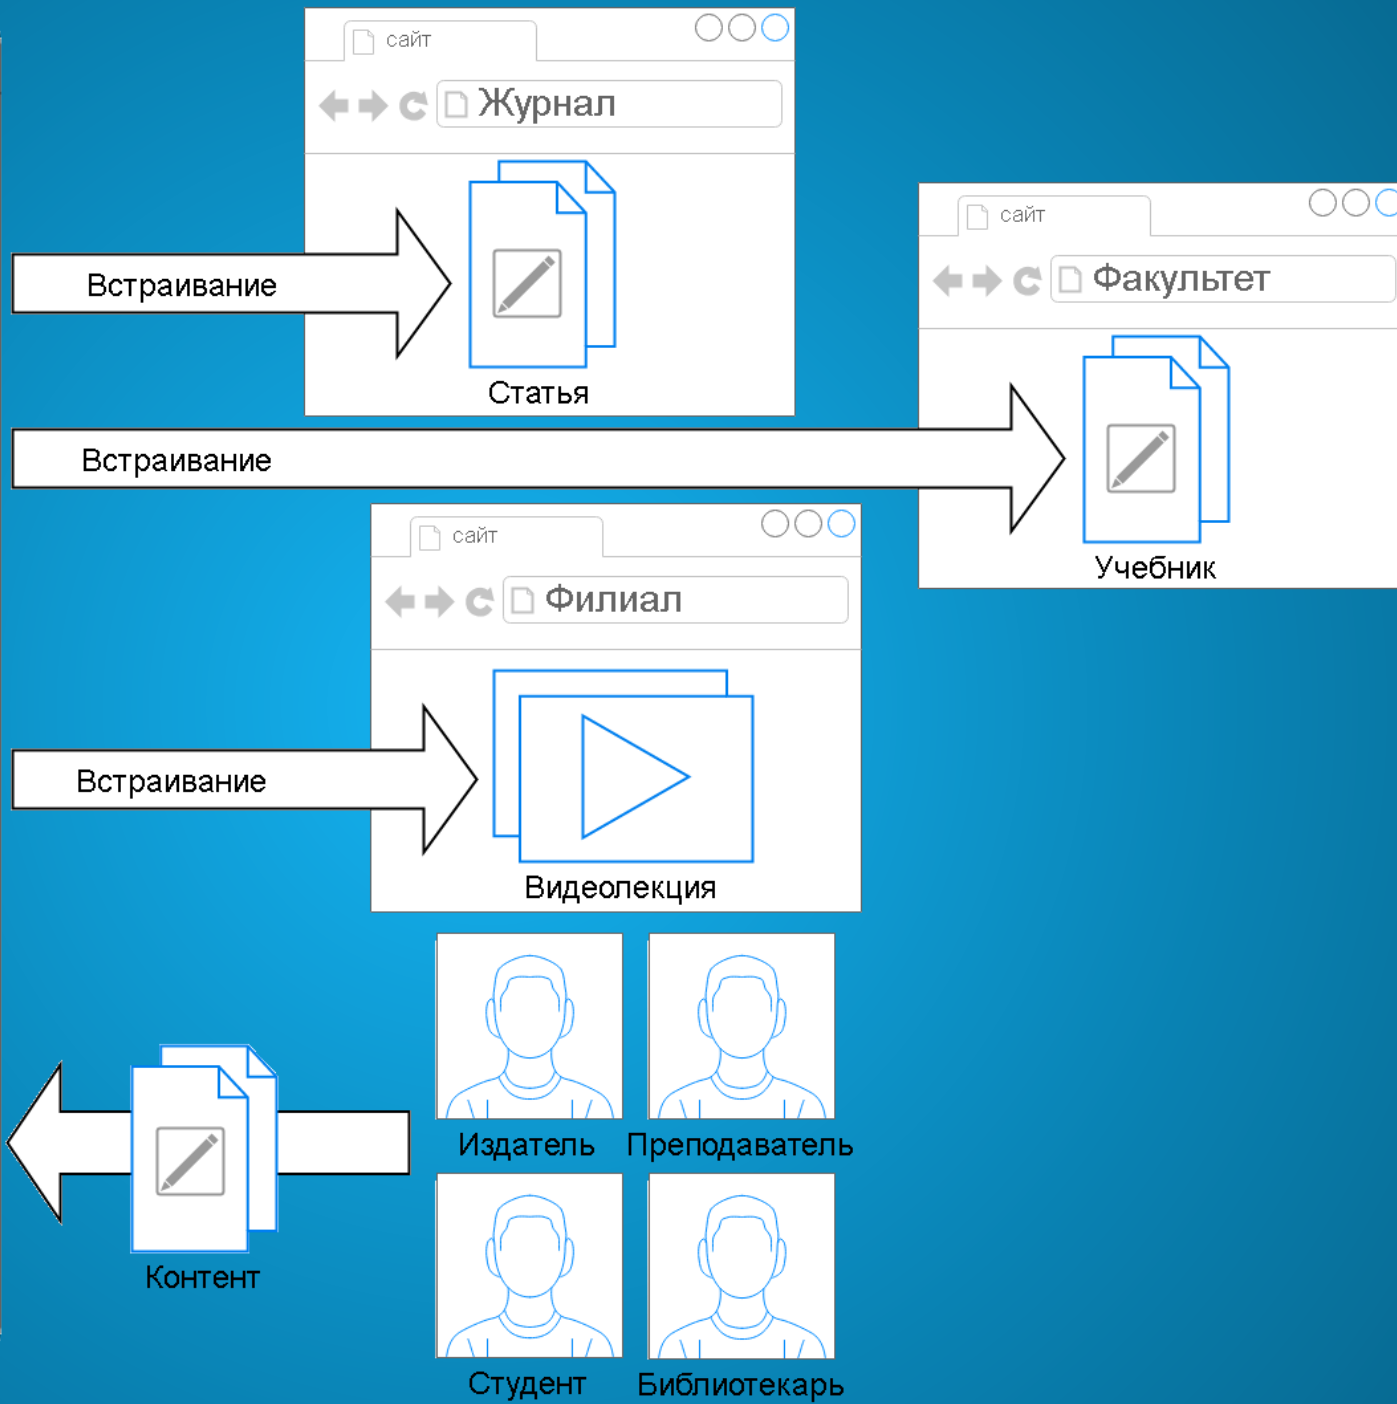 сайт
Журнал
Встраивание
Статья
сайт
Факультет
Встраивание
Учебник
сайт
Филиал
Встраивание
Видеолекция
Издатель
Преподаватель
Контент
Студент
Библиотекарь